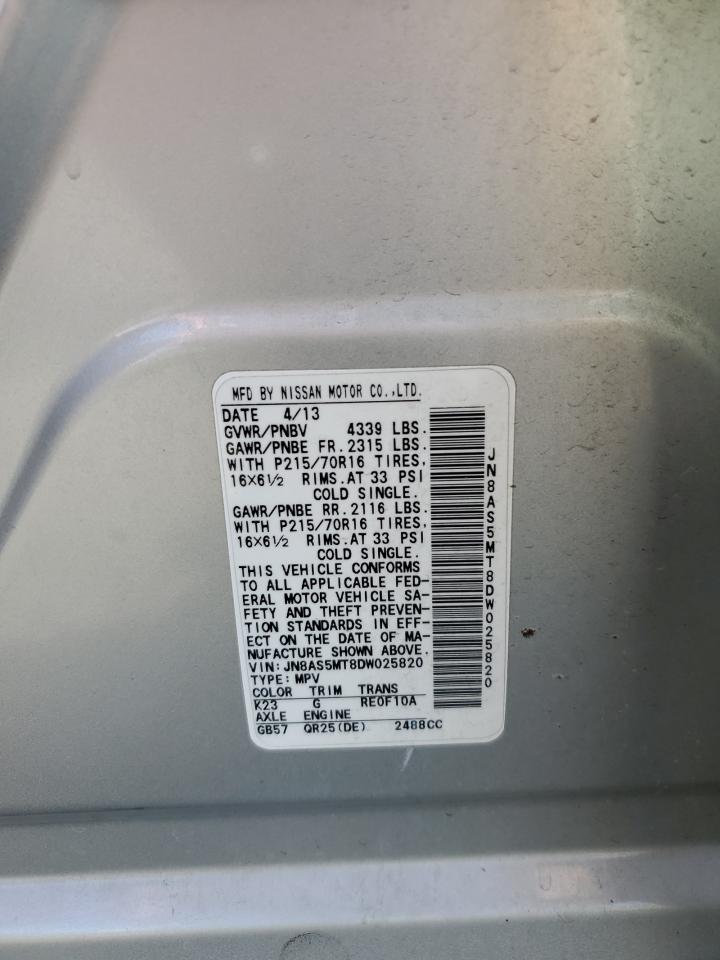 MFD BY NISSAN MOTOR CO.,LTD.
DATE 4/13
GVWR/PNBV 4339 LBS.
GAWR/PNBE FR.2315 LBS.
WITH P215/70R16 TIRES,
16X6½ RIMS.AT 33 PSI
COLD SINGLE.
GAWR/PNBE RR.2116 LBS.
WITH P215/70R16 TIRES,
16X6½ RIMS.AT 33 PSI
COLD SINGLE.
THIS VEHICLE CONFORMS
TO ALL APPLICABLE FED-
ERAL MOTOR VEHICLE SA-
FETY AND THEFT PREVEN-
TION STANDARDS IN EFF-
ECT ON THE DATE OF MA-
NUFACTURE SHOWN ABOVE.
VIN: JN8AS5MT8DW025820
TYPE: MPV
COLOR TRIM TRANS
K23 G RE0F10A
AXLE ENGINE
GB57 QR25(DE) 2488CC
JN8AS5MT8DW025820